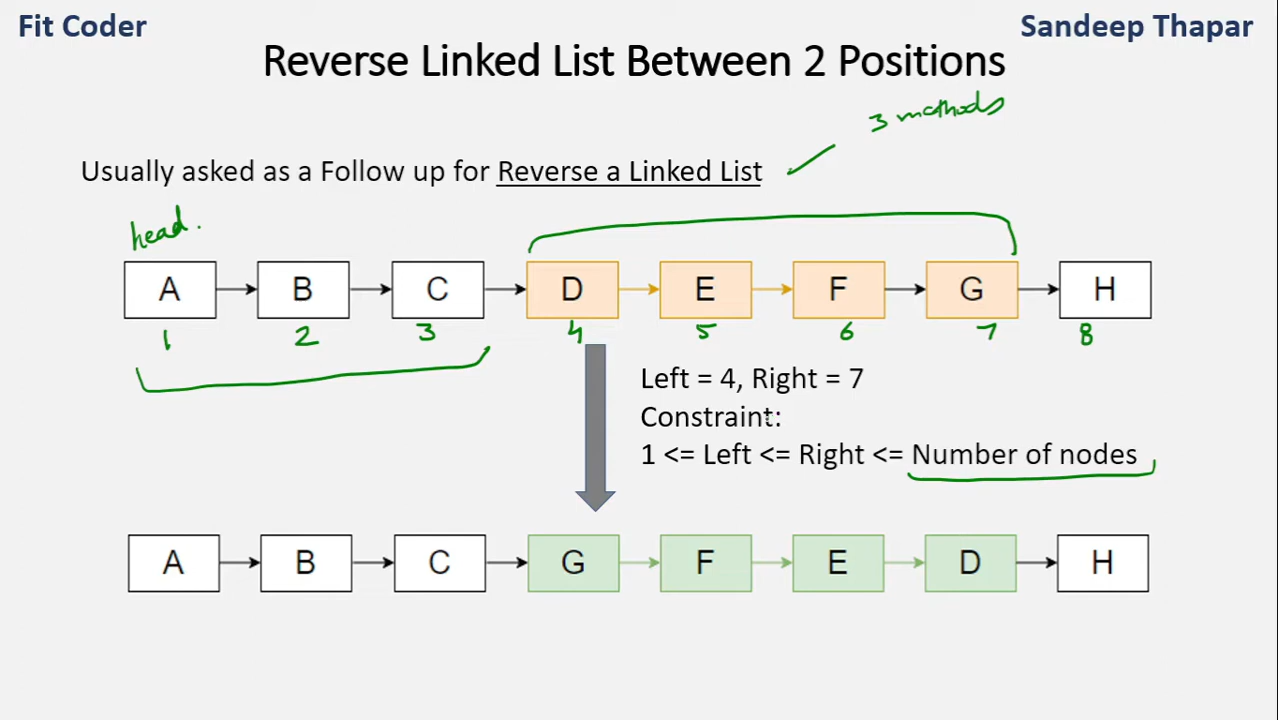 Fit Coder
Sandeep Thapar
Reverse Linked List Between 2 Positions
3 methods
Usually asked as a Follow up for Reverse a Linked List
head.
A B C D E F G H
1 2 3 4 5 6 7 8
Left = 4, Right = 7
Constraint:
1 <= Left <= Right <= Number of nodes
A B C G F E D H